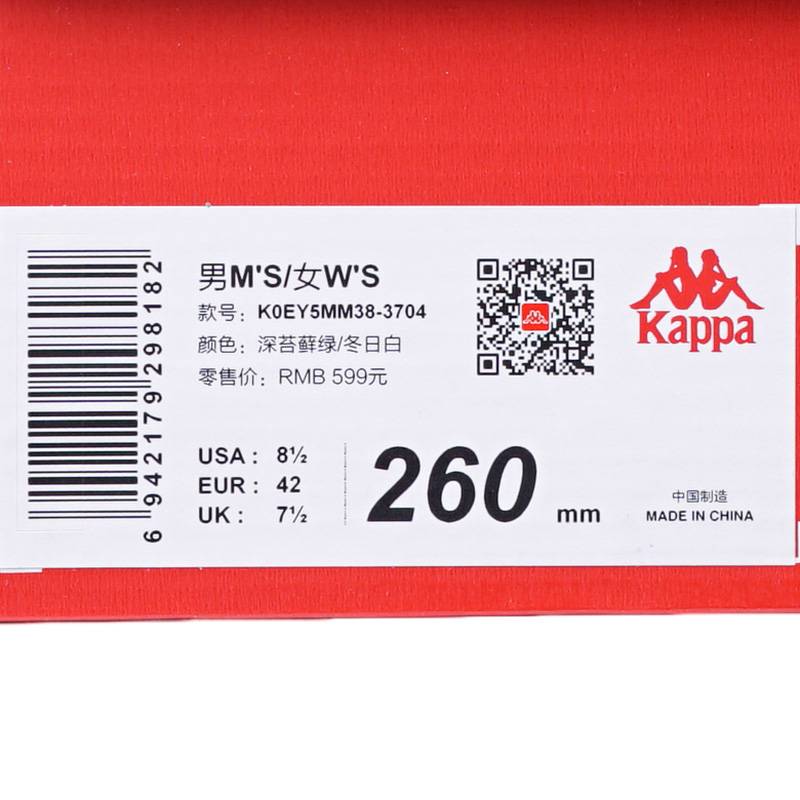 6 942179 298182
男M'S/女W'S
款号：K0EY5MM38-3704
颜色：深苔藓绿/冬日白
零售价：RMB 599元
USA : 8½
EUR : 42
UK : 7½
260 mm
Kappa
中国制造
MADE IN CHINA